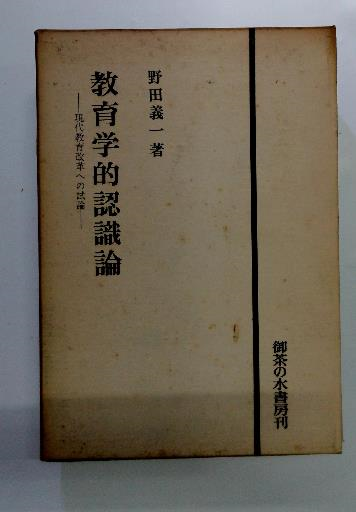 野田義一著
教育学的認識論
──現代教育改革への試論──
御茶の水書房刊